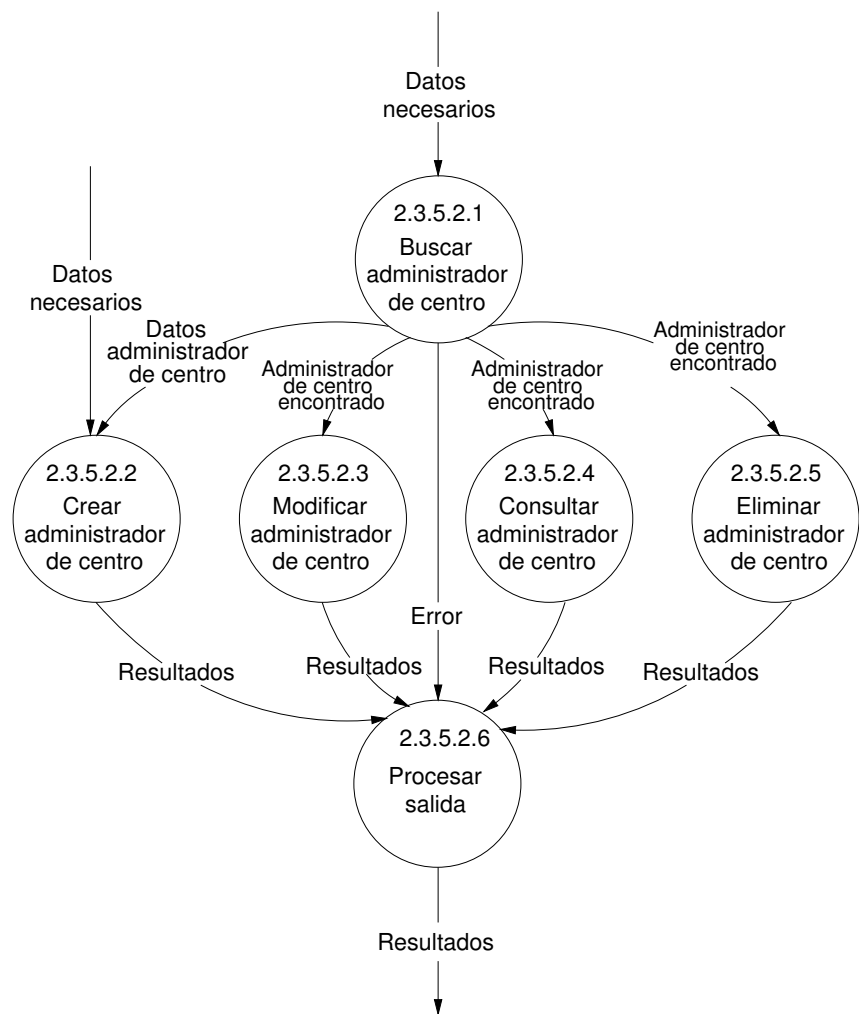 Datos
necesarios
2.3.5.2.1
Buscar
administrador
de centro
Datos
necesarios
Datos
administrador
de centro
Administrador
de centro
encontrado
Administrador
de centro
encontrado
Administrador
de centro
encontrado
2.3.5.2.2
Crear
administrador
de centro
2.3.5.2.3
Modificar
administrador
de centro
2.3.5.2.4
Consultar
administrador
de centro
2.3.5.2.5
Eliminar
administrador
de centro
Error
Resultados
Resultados
Resultados
Resultados
2.3.5.2.6
Procesar
salida
Resultados